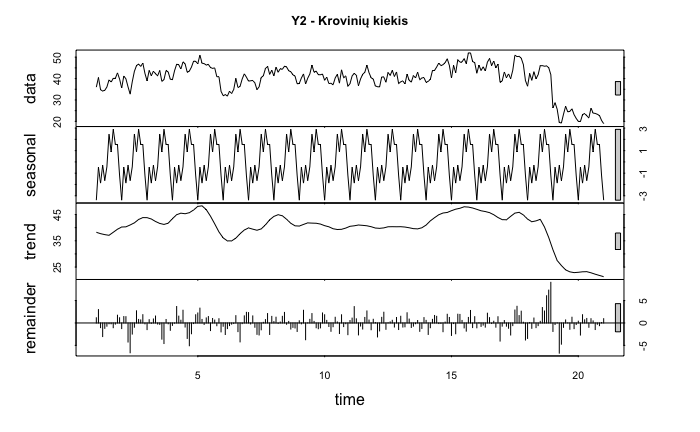 Y2 - Krovinių kiekis
data
20 30 40 50
seasonal
-3 -1 1 3
trend
25 35 45
remainder
-5 0 5
5 10 15 20
time